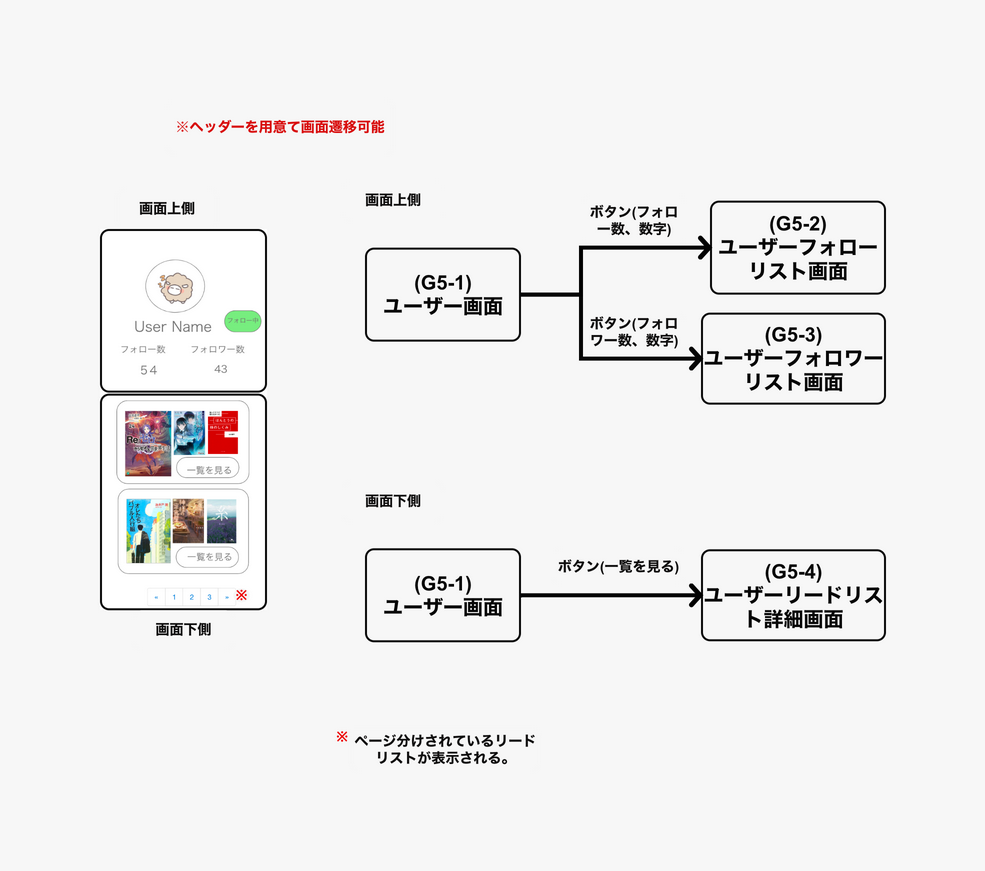 ※ヘッダーを用意て画面遷移可能
画面上側
User Name
フォロー中
フォロー数
フォロワー数
54
43
Re
一覧を見る
糸
一覧を見る
«
1
2
3
»
※
画面下側
画面上側
(G5-1)
ユーザー画面
ボタン(フォロ
ー数、数字)
(G5-2)
ユーザーフォロー
リスト画面
ボタン(フォロ
ワー数、数字)
(G5-3)
ユーザーフォロワー
リスト画面
画面下側
(G5-1)
ユーザー画面
ボタン(一覧を見る)
(G5-4)
ユーザーリードリス
ト詳細画面
※ ページ分けされているリード
リストが表示される。